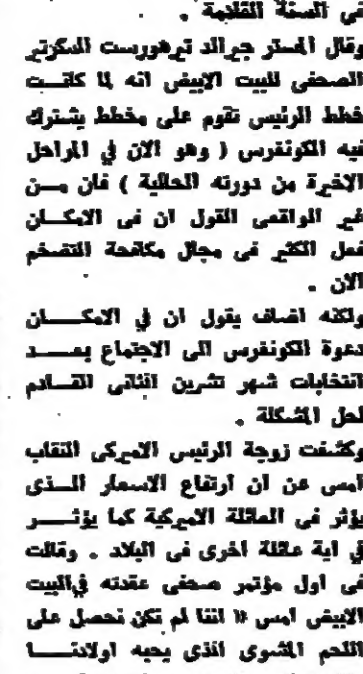 في السنة القادمة .
وقال المستر جيرالد تيرهورست السكرتير
الصحفي للبيت الابيض انه لما كانت
خطط الرئيس تقوم على مخطط يشترك
فيه الكونغرس ( وهو الان في المراحل
الاخيرة من دورته الحالية ) فان من
غير الواقعي القول ان في الامكان
فعل الكثير في مجال مكافحة التضخم
الان .
ولكنه اضاف يقول ان في الامكان
دعوة الكونغرس الى الاجتماع بعد
انتخابات شهر تشرين الثاني القادم
لحل المشكلة .
وكشفت زوجة الرئيس الاميركي النقاب
امس عن ان ارتفاع الاسعار الذي
يؤثر في العائلة الاميركية كما يؤثر
في اية عائلة اخرى في البلاد . وقالت
في اول مؤتمر صحفي عقدته في البيت
الابيض امس « اننا لم نكن نحصل على
اللحم المشوي الذي يحبه اولادنا